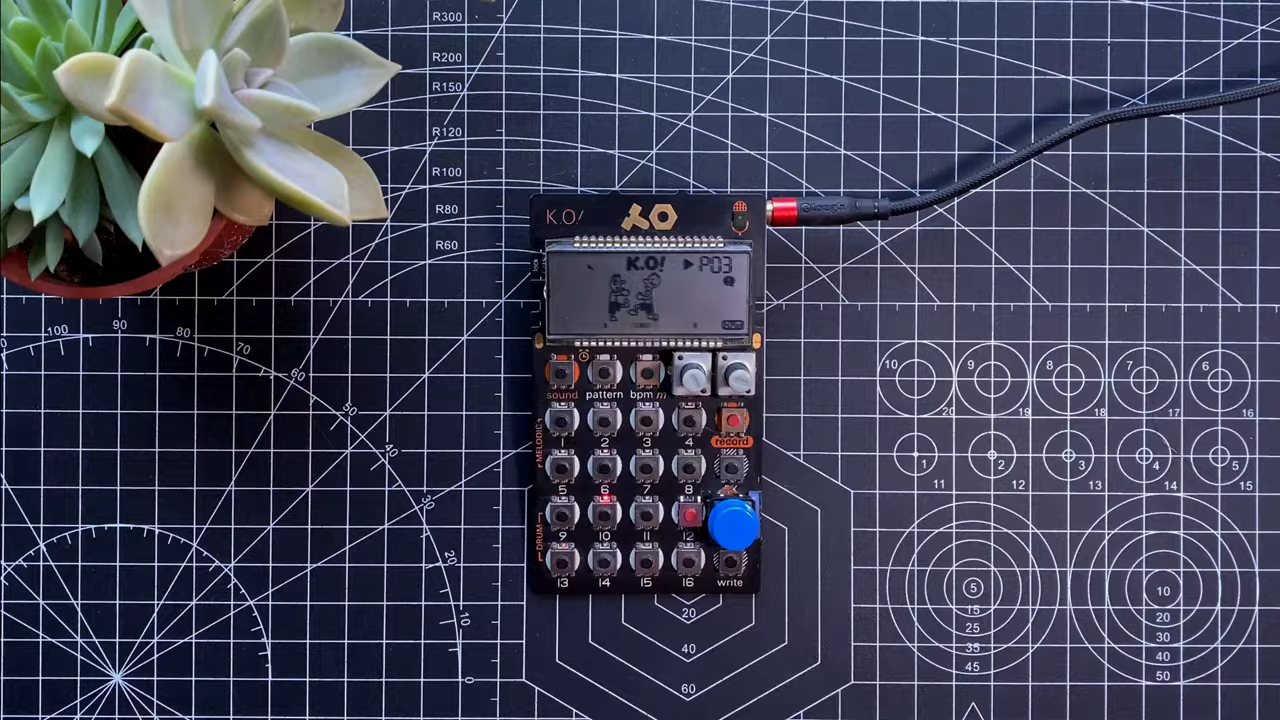 R300
R200
R150
R120
R100
R80
R60
K.O!
K.O! P03
sound pattern bpm m
1 2 3 4 record
5 6 7 8
9 10 11 12
13 14 15 16 write
MELODIC
DRUM
100 90 80 70 60 50 40 30 20 10 0
10 9 8 7 6
20 19 18 17 16
1 2 3 4 5
11 12 13 14 15
5
15
25
35
45
10
20
30
40
50
20
40
60